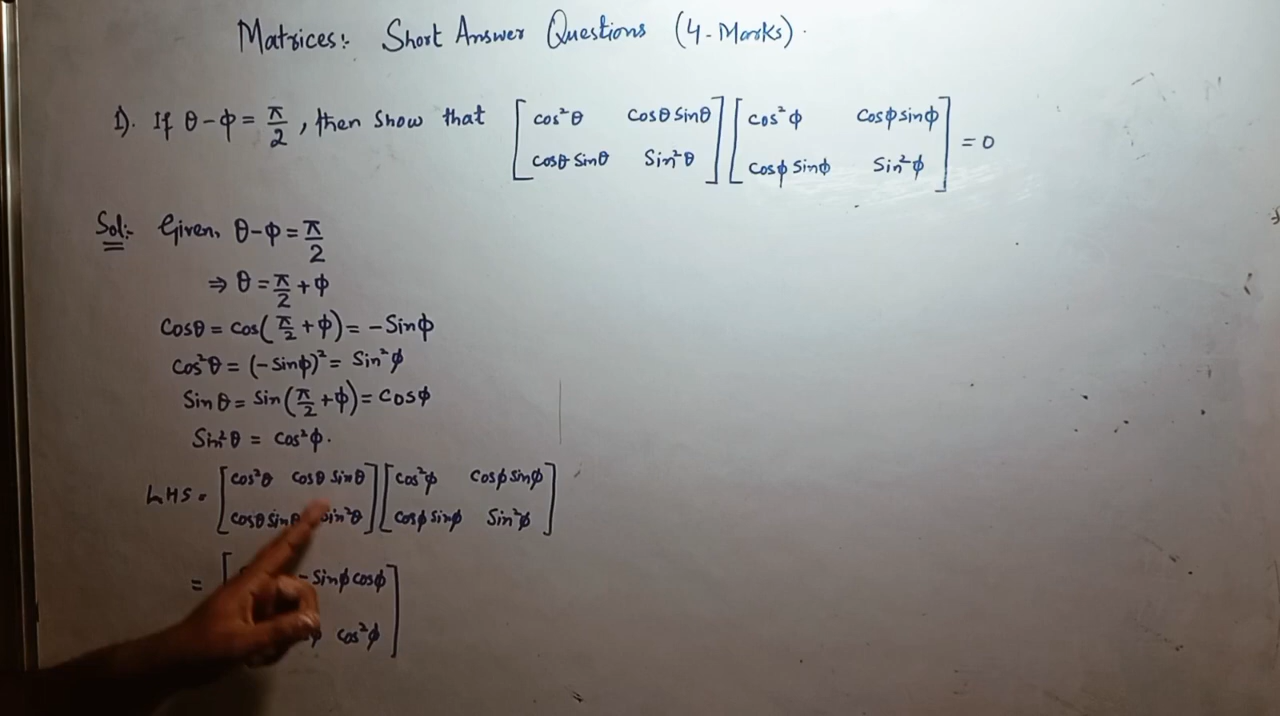 Matrices:- Short Answer Questions (4-Marks).
1). If θ-ϕ = π/2, then show that [cos²θ cosθ sinθ] [cos²ϕ cosϕ sinϕ] = 0
[cosθ sinθ sin²θ] [cosϕ sinϕ sin²ϕ]
Sol:- Given, θ-ϕ = π/2
⇒ θ = π/2 + ϕ
cosθ = cos(π/2 + ϕ) = -sinϕ
cos²θ = (-sinϕ)² = sin²ϕ
sinθ = sin(π/2 + ϕ) = cosϕ
sin²θ = cos²ϕ.
LHS = [cos²θ cosθ sinθ] [cos²ϕ cosϕ sinϕ]
[cosθ sinθ sin²θ] [cosϕ sinϕ sin²ϕ]
= [ -sinϕ cosϕ]
[ϕ cos²ϕ]